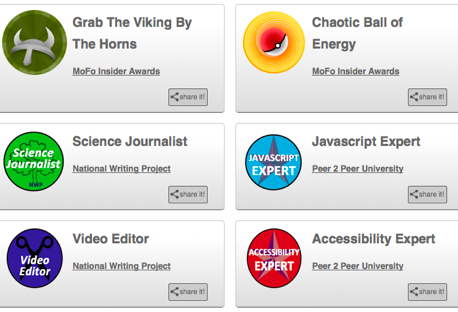 Grab The Viking By
The Horns
MoFo Insider Awards
share it!
Chaotic Ball of
Energy
MoFo Insider Awards
share it!
Science
Journalist
NWP
Science Journalist
National Writing Project
share it!
JAVASCRIPT
EXPERT
Javascript Expert
Peer 2 Peer University
share it!
Video
Editor
Video Editor
National Writing Project
share it!
ACCESSIBILITY
EXPERT
Accessibility Expert
Peer 2 Peer University
share it!